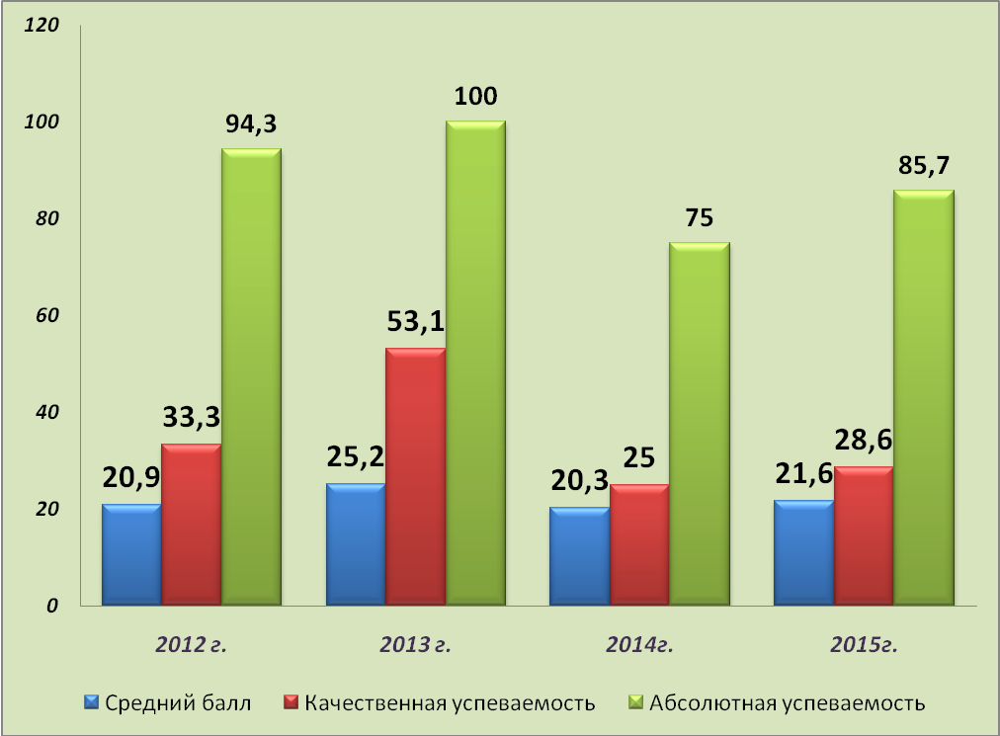 120
100
80
60
40
20
0
94,3
100
75
85,7
33,3
53,1
25
28,6
20,9
25,2
20,3
21,6
2012 г.
2013 г.
2014г.
2015г.
Средний балл
Качественная успеваемость
Абсолютная успеваемость